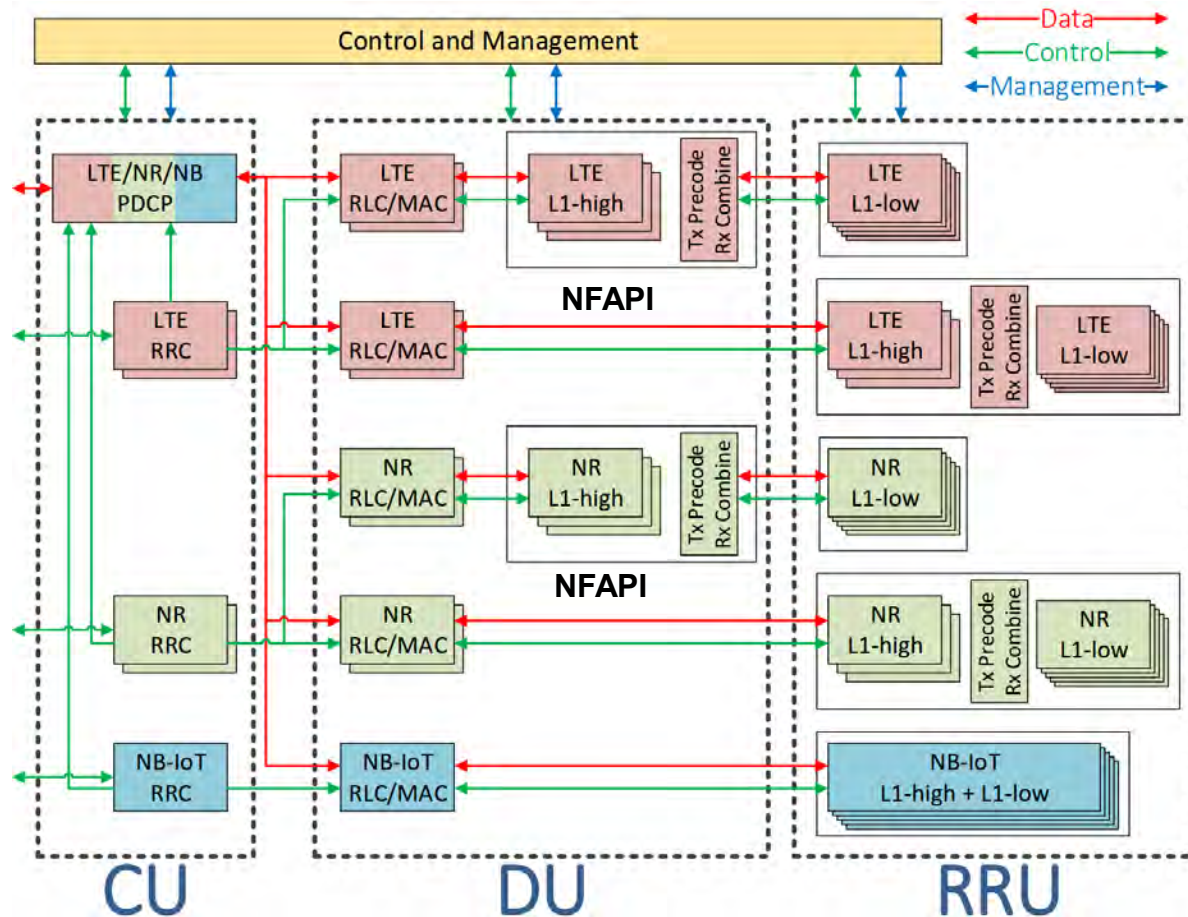 Control and Management
Data
Control
Management
LTE/NR/NB
PDCP
LTE
RLC/MAC
LTE
L1-high
Tx Precode
Rx Combine
LTE
L1-low
NFAPI
LTE
RRC
LTE
RLC/MAC
LTE
L1-high
Tx Precode
Rx Combine
LTE
L1-low
NR
RLC/MAC
NR
L1-high
Tx Precode
Rx Combine
NR
L1-low
NFAPI
NR
RRC
NR
RLC/MAC
NR
L1-high
Tx Precode
Rx Combine
NR
L1-low
NB-IoT
RRC
NB-IoT
RLC/MAC
NB-IoT
L1-high + L1-low
CU
DU
RRU